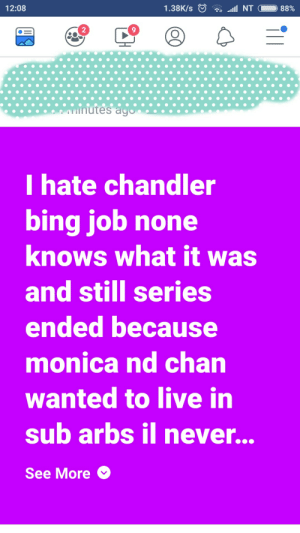 12:08 1.38K/s NT 88%
2 9
minutes ago
I hate chandler
bing job none
knows what it was
and still series
ended because
monica nd chan
wanted to live in
sub arbs il never...
See More